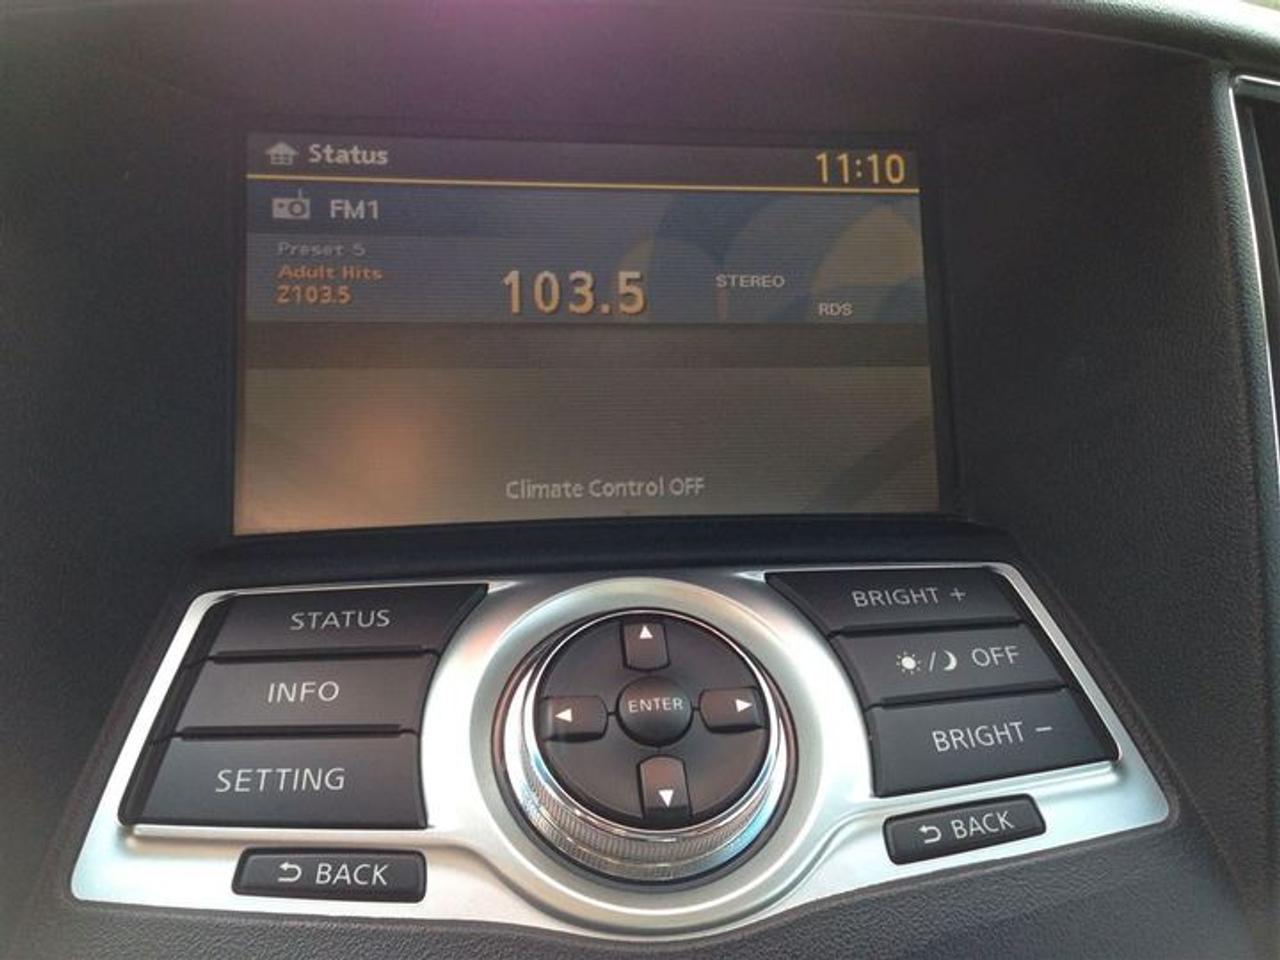 Status
11:10
FM1
Preset 5
Adult Hits
Z103.5
103.5
STEREO
RDS
Climate Control OFF
STATUS
BRIGHT +
INFO
ENTER
/ OFF
SETTING
BRIGHT −
BACK
BACK